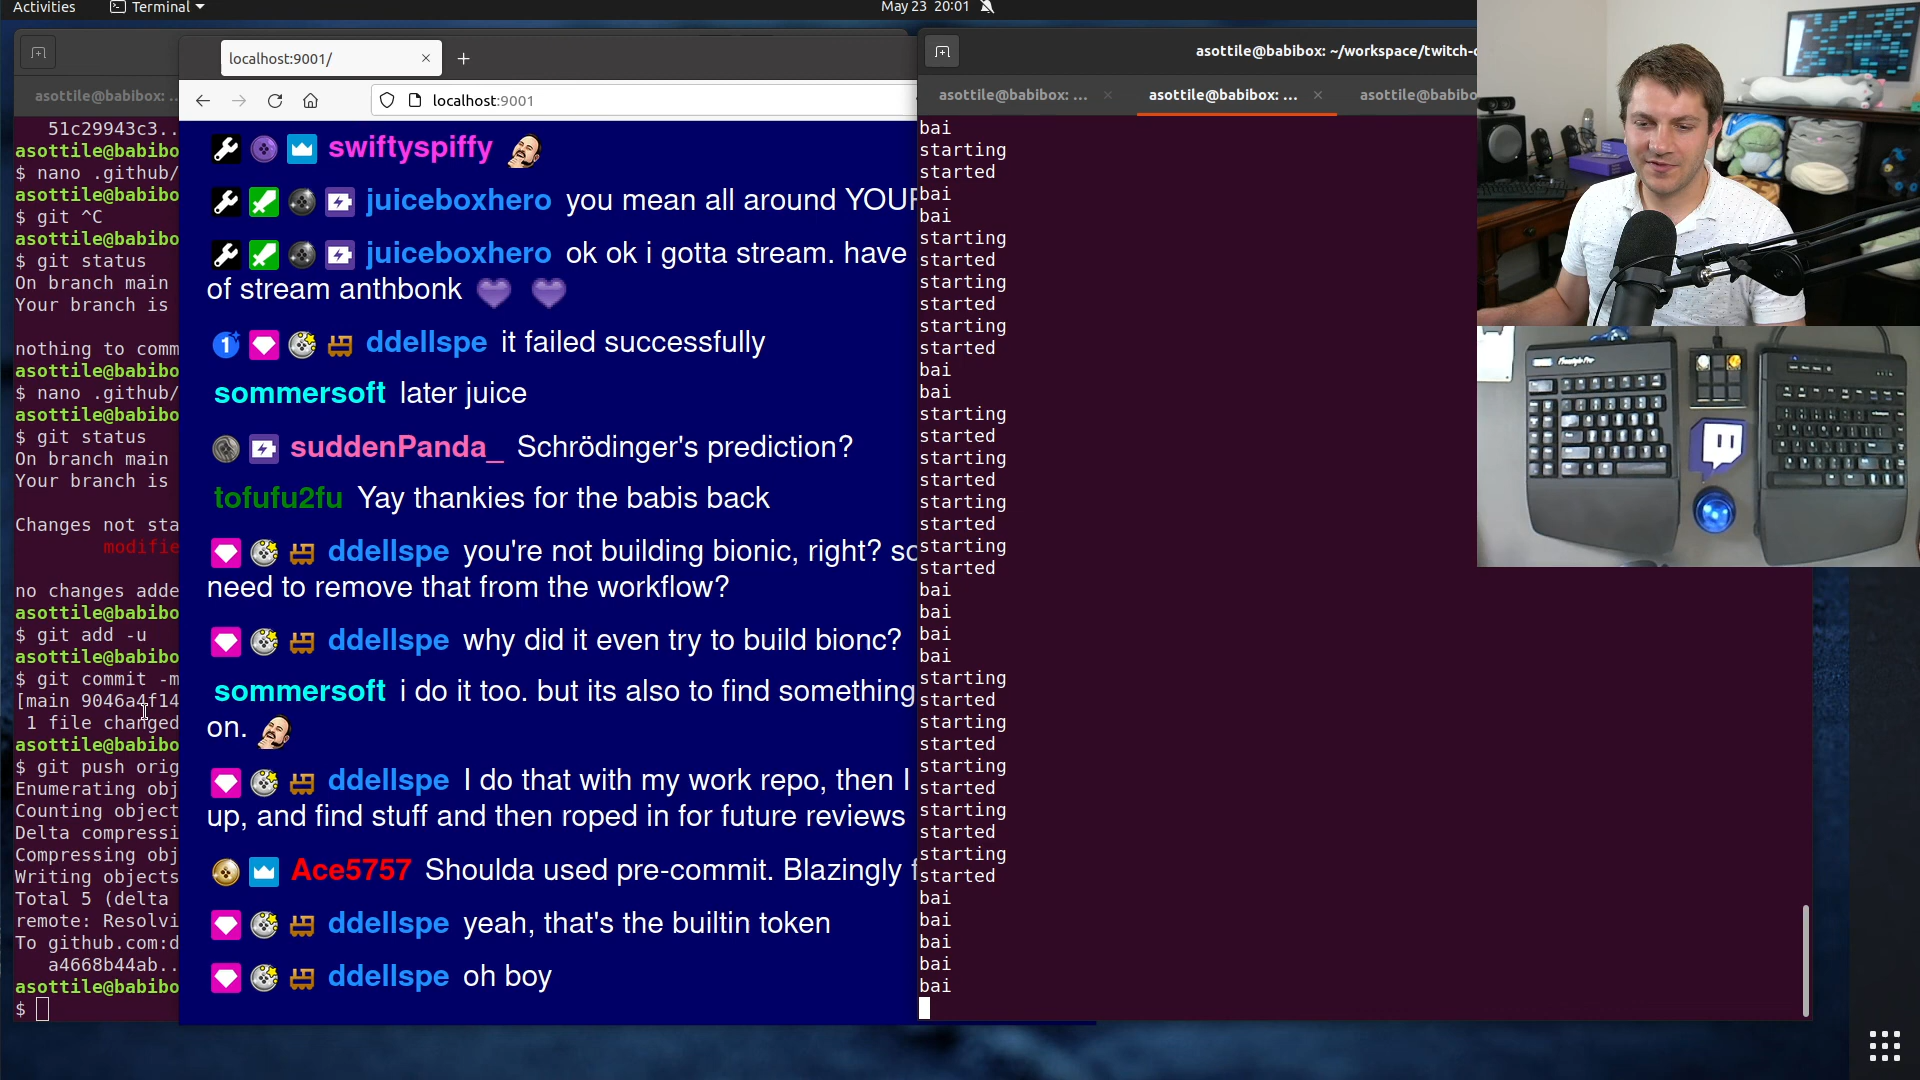 Activities
Terminal
May 23 20:01
asottile@babibox: ...
51c29943c3..
asottile@babibo
$ nano .github/
asottile@babibo
$ git ^C
asottile@babibo
$ git status
On branch main
Your branch is
nothing to comm
asottile@babibo
$ nano .github/
asottile@babibo
$ git status
On branch main
Your branch is
Changes not sta
modifie
no changes adde
asottile@babibo
$ git add -u
asottile@babibo
$ git commit -m
[main 9046a4f14
1 file changed
asottile@babibo
$ git push orig
Enumerating obj
Counting object
Delta compressi
Compressing obj
Writing objects
Total 5 (delta
remote: Resolvi
To github.com:d
a4668b44ab..
asottile@babibo
$
localhost:9001/
localhost:9001
swiftyspiffy
juiceboxhero you mean all around YOUR
juiceboxhero ok ok i gotta stream. have
of stream anthbonk
ddellspe it failed successfully
sommersoft later juice
suddenPanda_ Schrödinger's prediction?
tofufu2fu Yay thankies for the babis back
ddellspe you're not building bionic, right? so
need to remove that from the workflow?
ddellspe why did it even try to build bionc?
sommersoft i do it too. but its also to find something
on.
ddellspe I do that with my work repo, then I
up, and find stuff and then roped in for future reviews
Ace5757 Shoulda used pre-commit. Blazingly f
ddellspe yeah, that's the builtin token
ddellspe oh boy
asottile@babibox: ~/workspace/twitch-c
asottile@babibox: ...
asottile@babibox: ...
asottile@babibo
bai
starting
started
bai
bai
starting
started
starting
started
starting
started
bai
bai
starting
started
starting
started
starting
started
starting
started
bai
bai
bai
bai
starting
started
starting
started
starting
started
starting
started
starting
started
bai
bai
bai
bai
bai